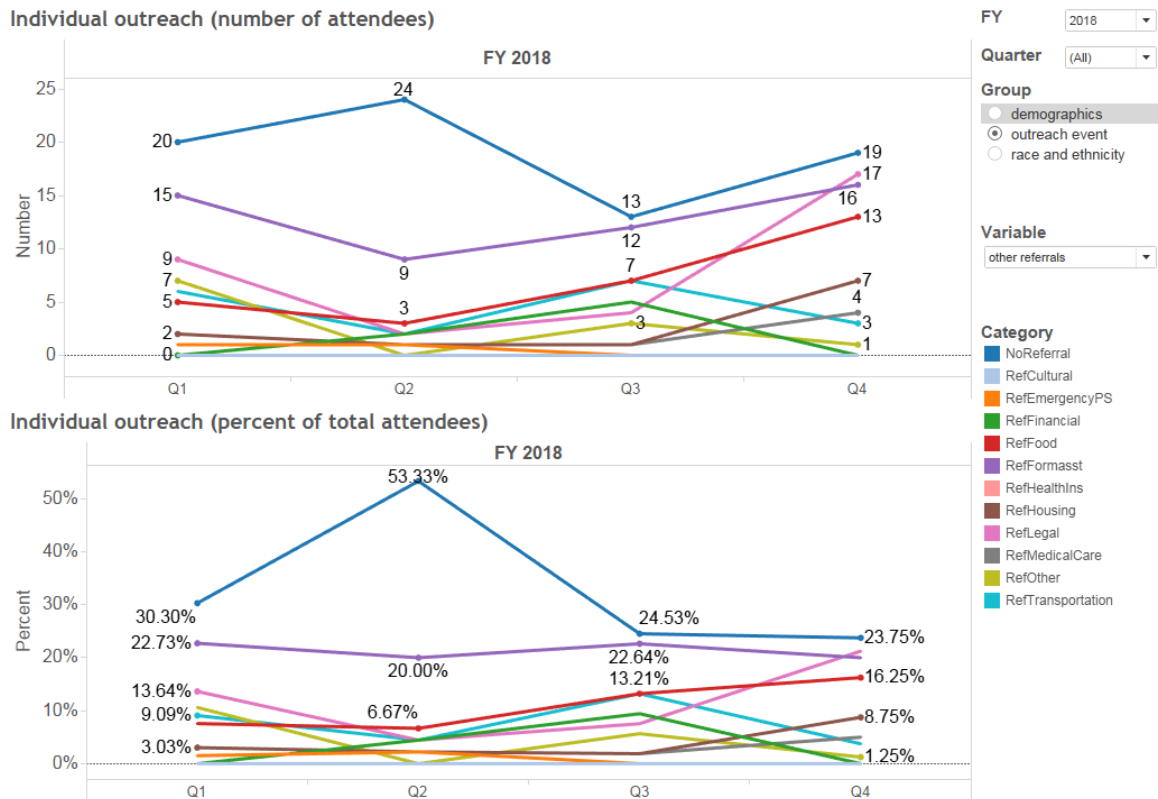 Individual outreach (number of attendees)
FY 2018
25
20
15
10
5
0
Number
20
15
9
7
5
2
0
24
9
3
13
12
7
3
19
17
16
13
7
4
3
1
Q1
Q2
Q3
Q4
Individual outreach (percent of total attendees)
FY 2018
50%
40%
30%
20%
10%
0%
Percent
30.30%
22.73%
13.64%
9.09%
3.03%
53.33%
20.00%
6.67%
24.53%
22.64%
13.21%
23.75%
16.25%
8.75%
1.25%
Q1
Q2
Q3
Q4
FY
2018
Quarter
(All)
Group
demographics
outreach event
race and ethnicity
Variable
other referrals
Category
NoReferral
RefCultural
RefEmergencyPS
RefFinancial
RefFood
RefFormasst
RefHealthIns
RefHousing
RefLegal
RefMedicalCare
RefOther
RefTransportation